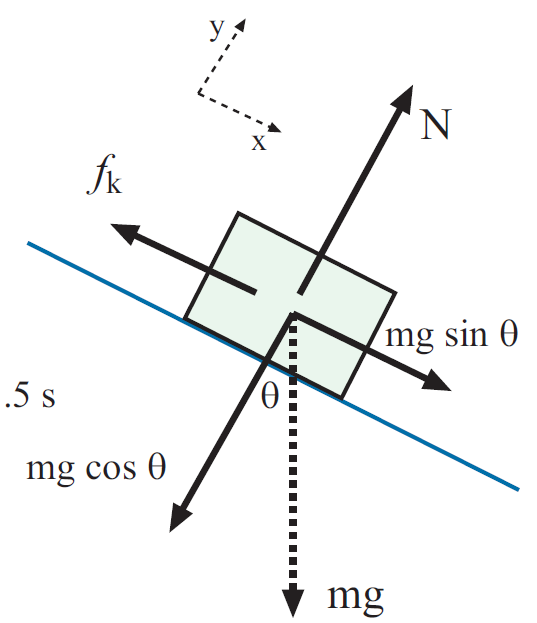 y
x
N
fk
mg sin θ
θ
.5 s
mg cos θ
mg